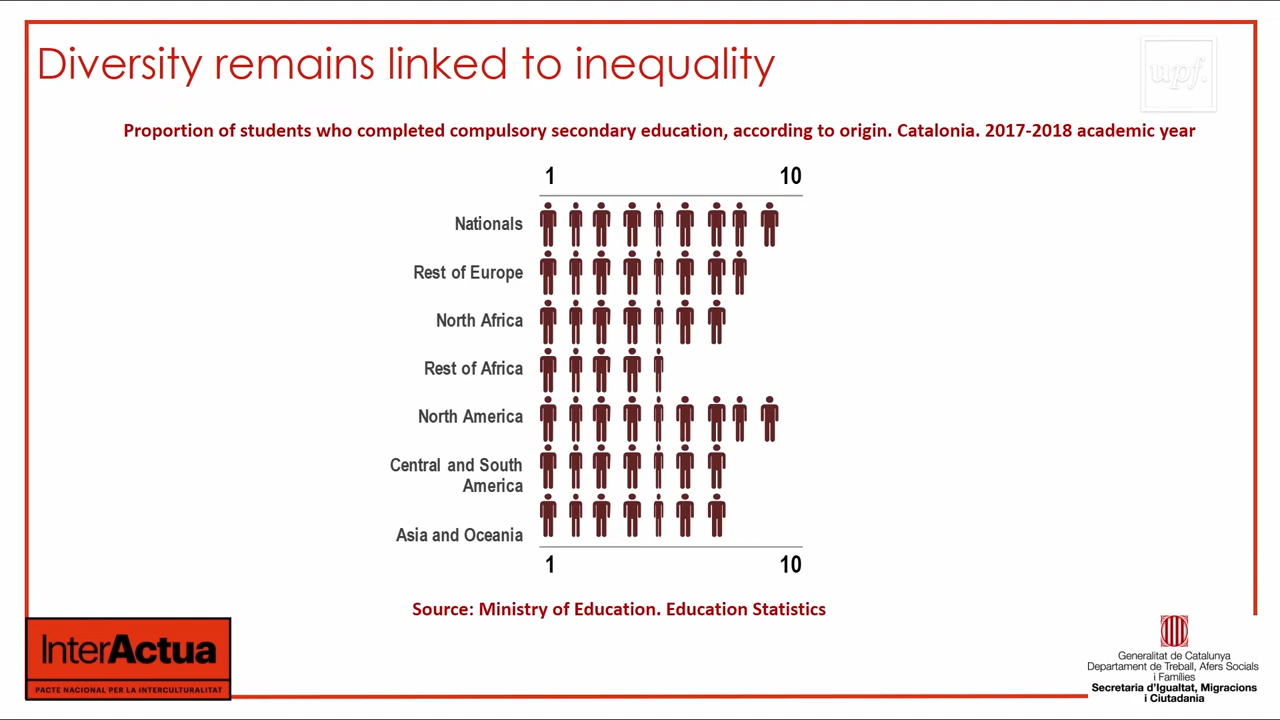 Diversity remains linked to inequality
upf.
Proportion of students who completed compulsory secondary education, according to origin. Catalonia. 2017-2018 academic year
1 10
Nationals
Rest of Europe
North Africa
Rest of Africa
North America
Central and South
America
Asia and Oceania
1 10
Source: Ministry of Education. Education Statistics
InterActua
PACTE NACIONAL PER LA INTERCULTURALITAT
Generalitat de Catalunya
Departament de Treball, Afers Socials
i Famílies
Secretaria d'Igualtat, Migracions
i Ciutadania